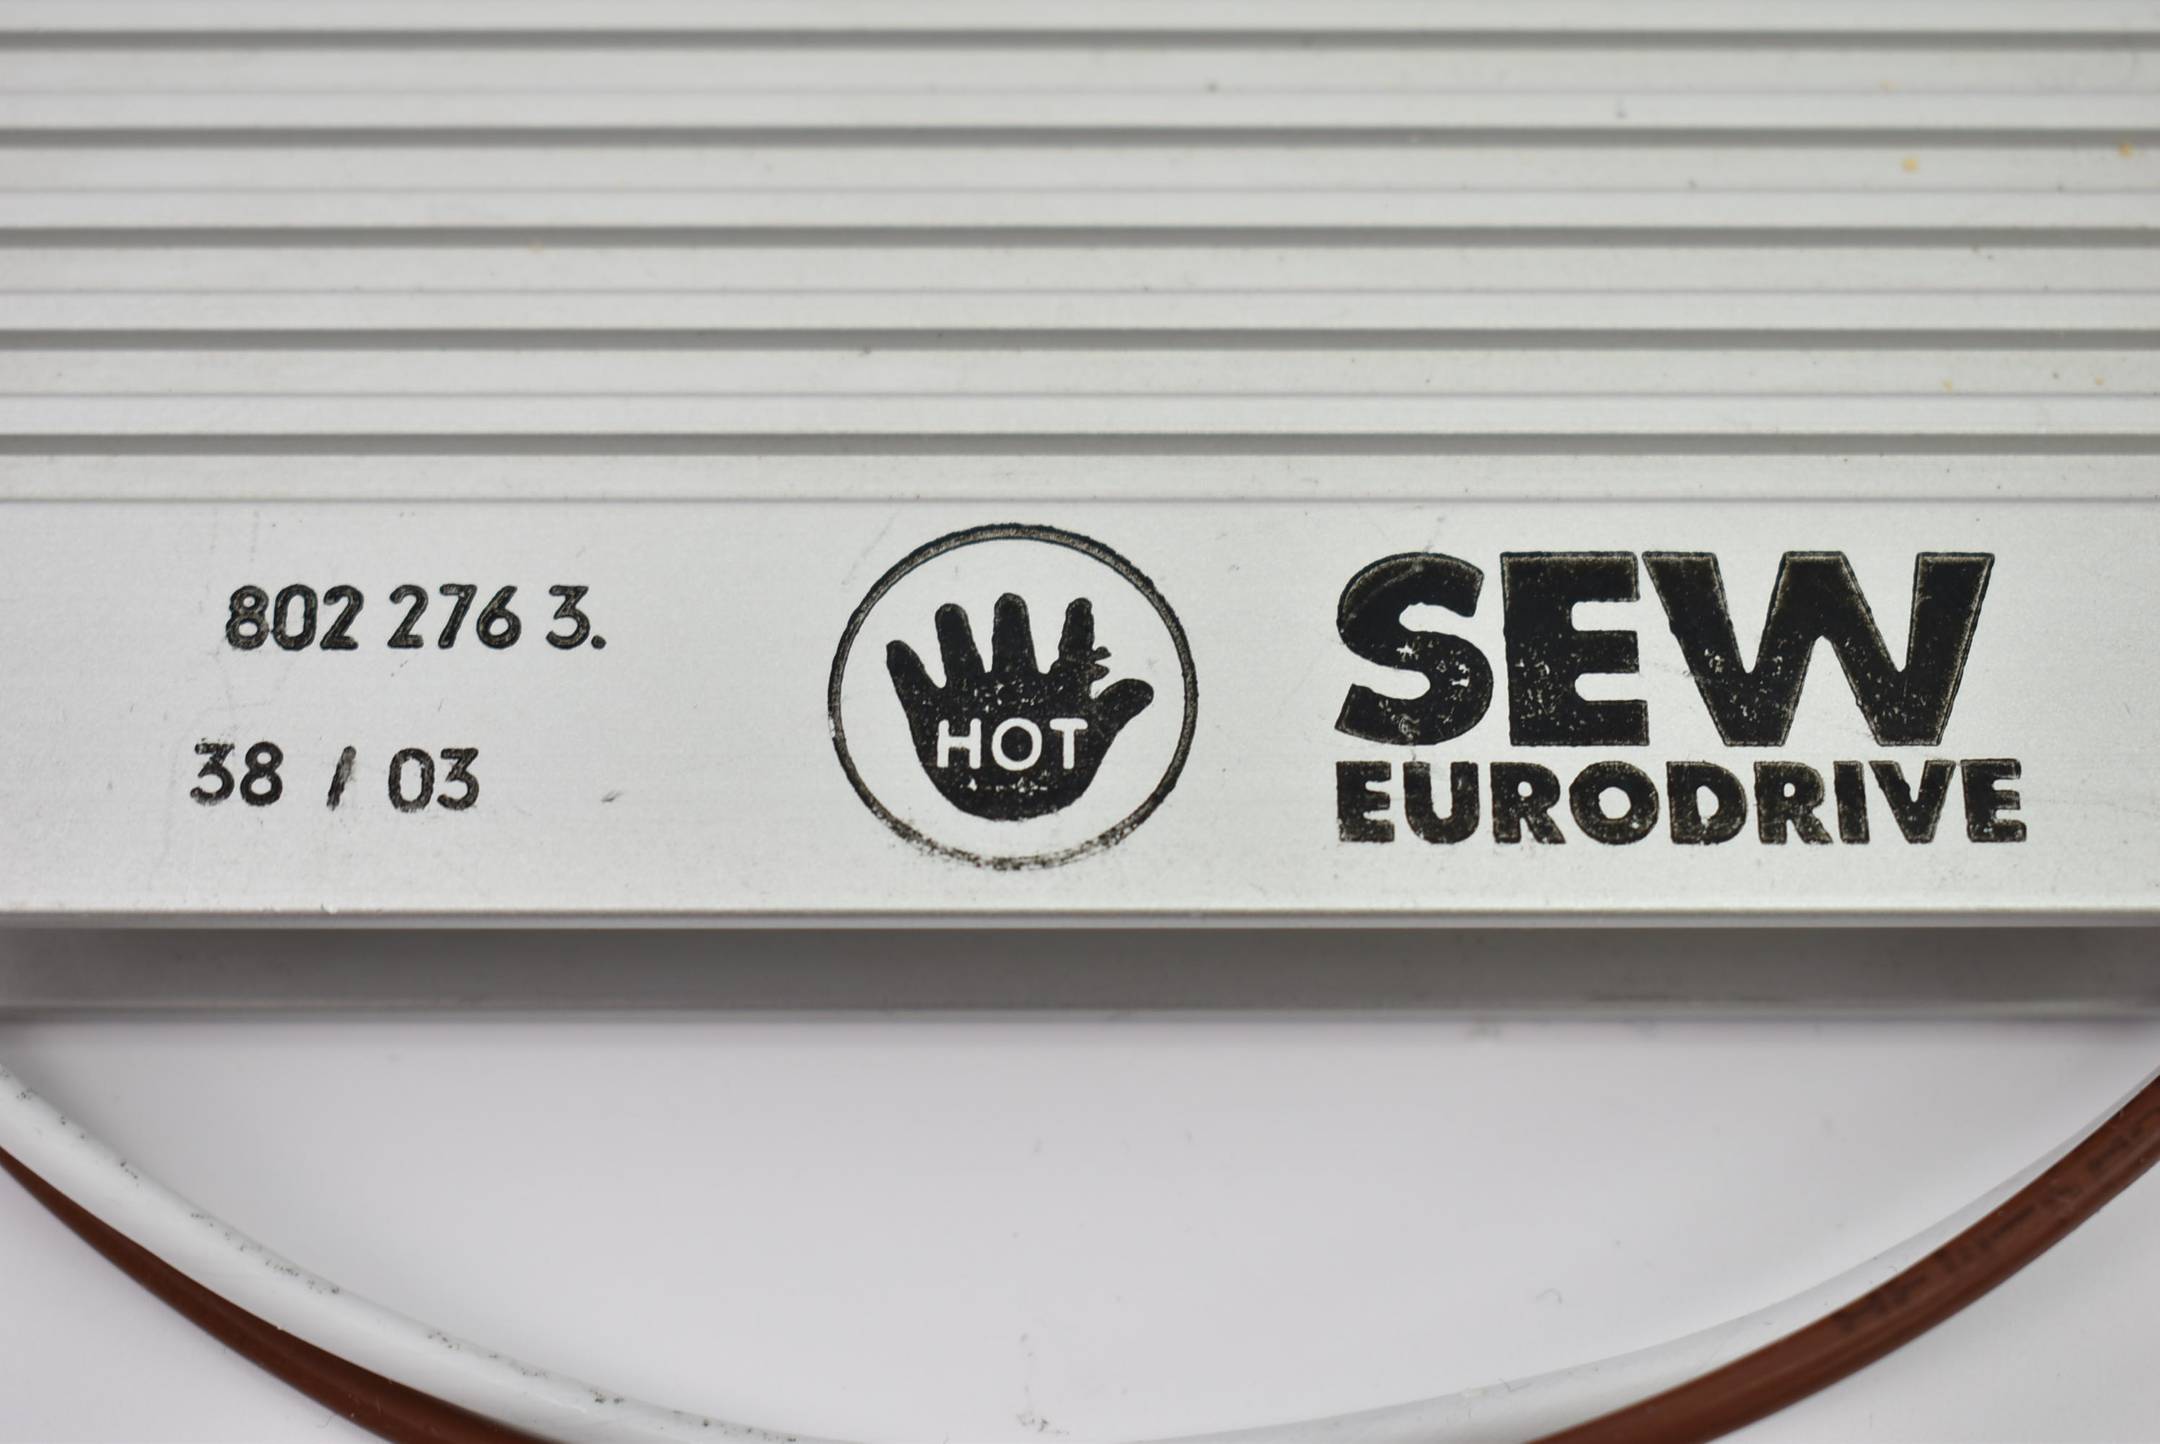 802 276 3.
38 / 03
HOT
SEW
EURODRIVE